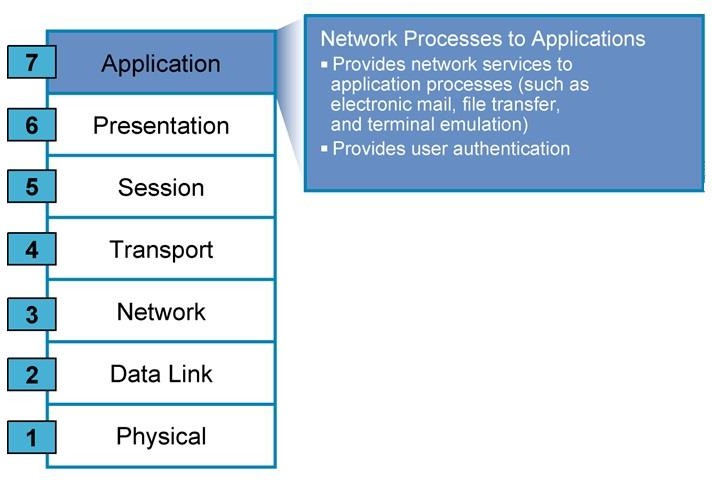 7 Application
6 Presentation
5 Session
4 Transport
3 Network
2 Data Link
1 Physical
Network Processes to Applications
▪ Provides network services to
application processes (such as
electronic mail, file transfer,
and terminal emulation)
▪ Provides user authentication